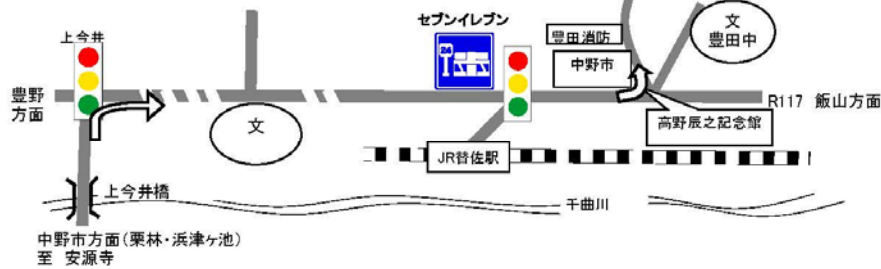 セブンイレブン
文
豊田中
上今井
豊田消防
24
中野市
豊野
方面
R117 飯山方面
高野辰之記念館
文
JR替佐駅
上今井橋
千曲川
中野市方面(栗林・浜津ヶ池)
至 安源寺